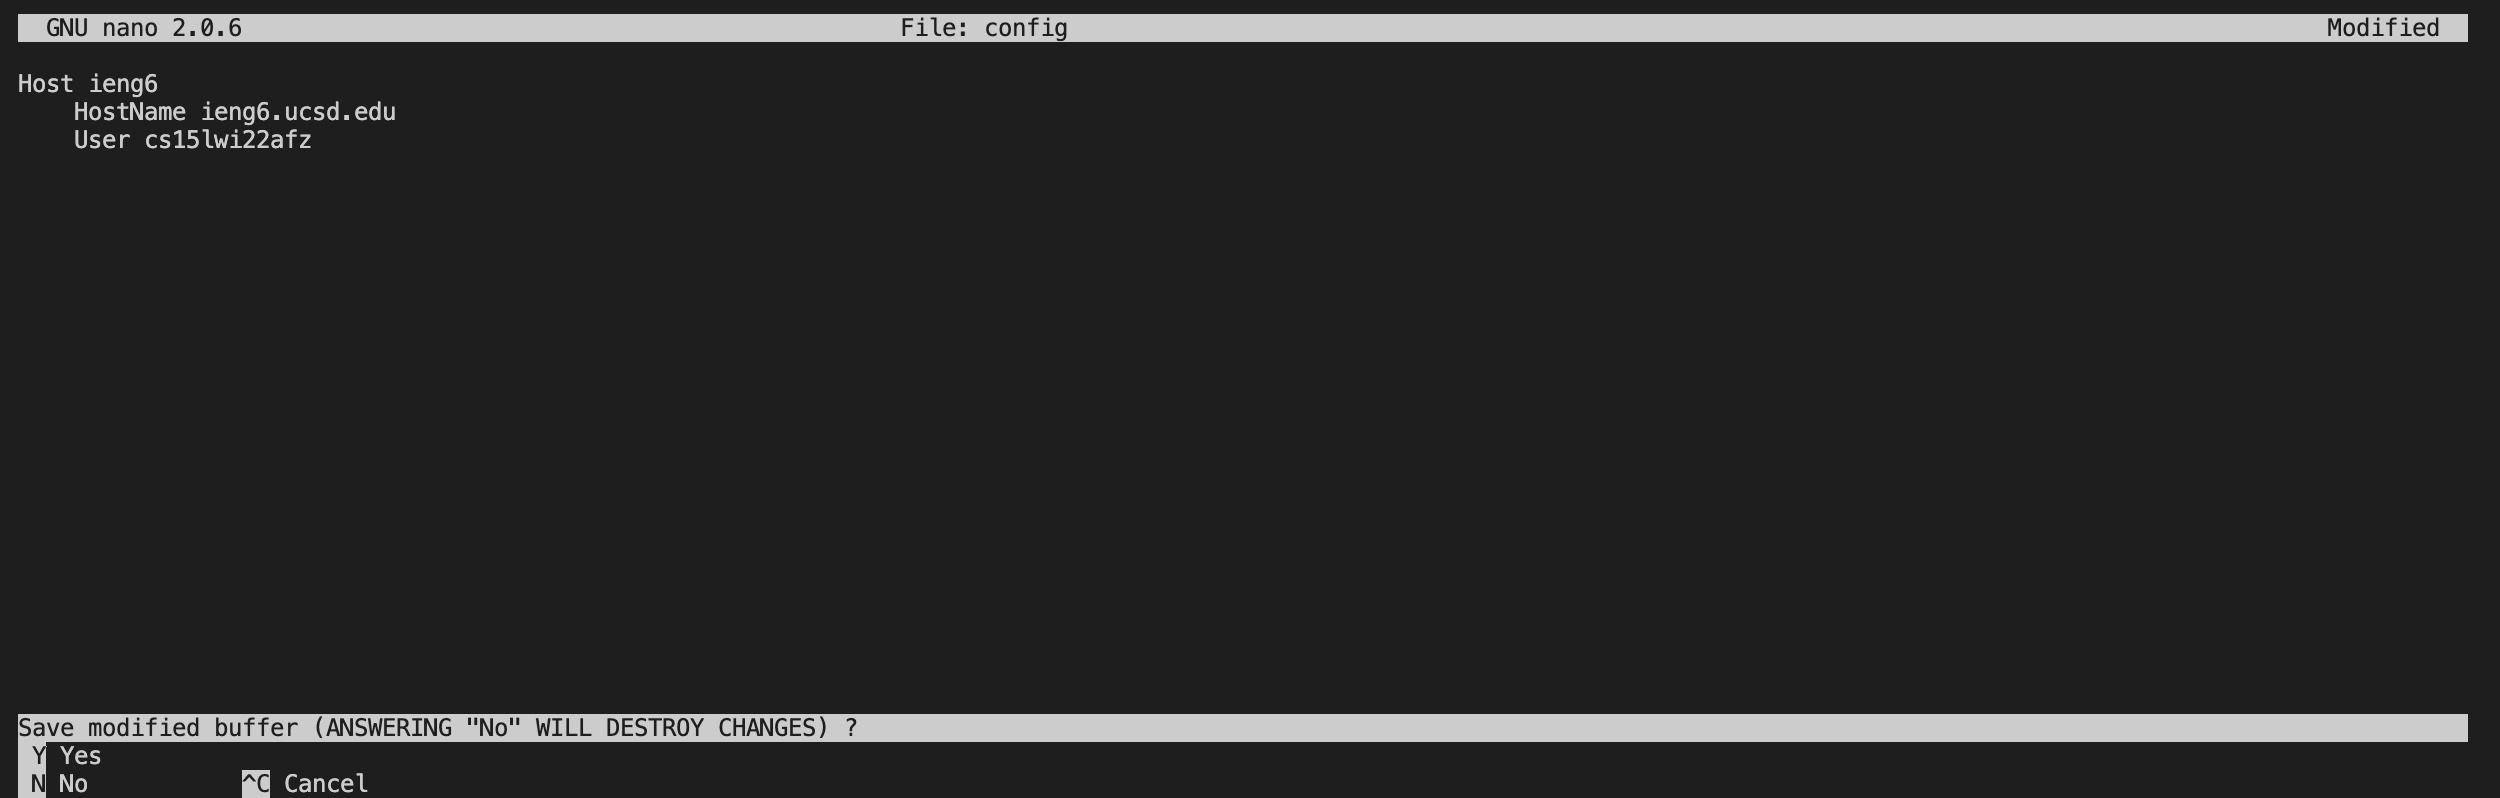 GNU nano 2.0.6 File: config Modified
Host ieng6
HostName ieng6.ucsd.edu
User cs15lwi22afz
Save modified buffer (ANSWERING "No" WILL DESTROY CHANGES) ?
Y Yes
N No ^C Cancel